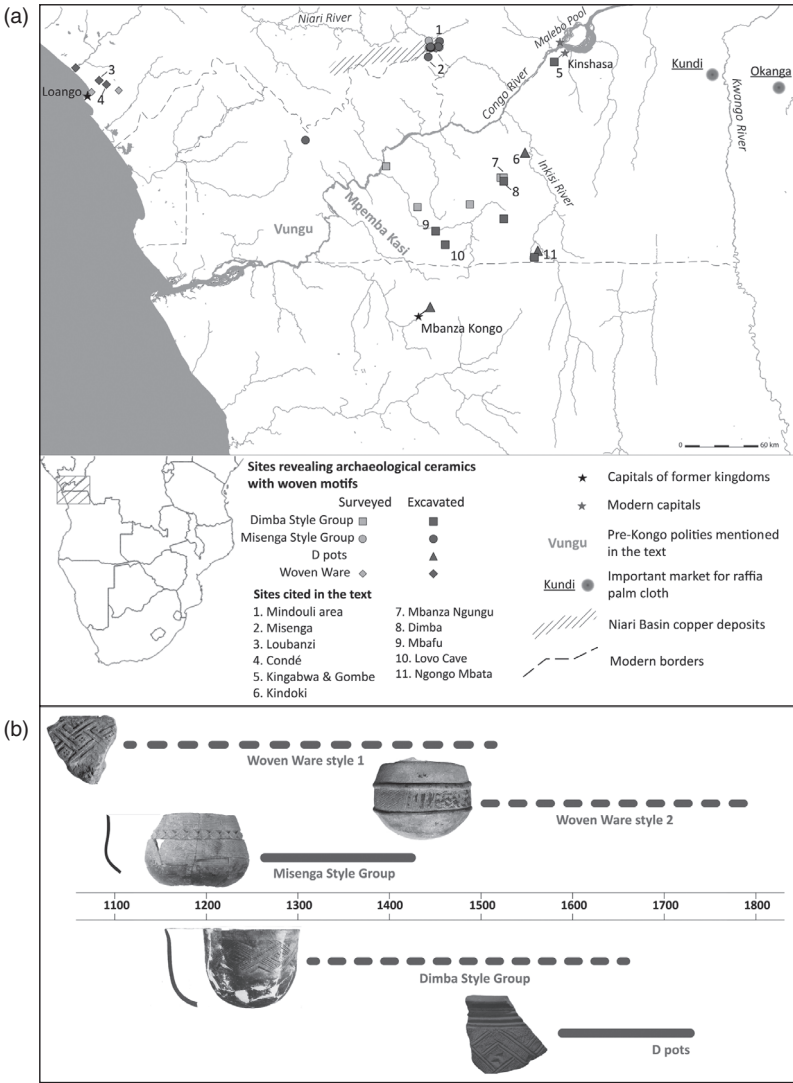 (a)
Niari River
1
2
Malebo Pool
Kinshasa
5
Congo River
Kundi
Okanga
Kwango River
3
Loango
4
6
Inkisi River
7
8
Mpemba Kasi
Vungu
9
10
11
Mbanza Kongo
0 60 km
Sites revealing archaeological ceramics
with woven motifs
Surveyed Excavated
Dimba Style Group
Misenga Style Group
D pots
Woven Ware
Sites cited in the text
1. Mindouli area
2. Misenga
3. Loubanzi
4. Condé
5. Kingabwa & Gombe
6. Kindoki
7. Mbanza Ngungu
8. Dimba
9. Mbafu
10. Lovo Cave
11. Ngongo Mbata
Capitals of former kingdoms
Modern capitals
Vungu Pre-Kongo polities mentioned
in the text
Kundi Important market for raffia
palm cloth
Niari Basin copper deposits
Modern borders
(b)
Woven Ware style 1
Woven Ware style 2
Misenga Style Group
1100 1200 1300 1400 1500 1600 1700 1800
Dimba Style Group
D pots